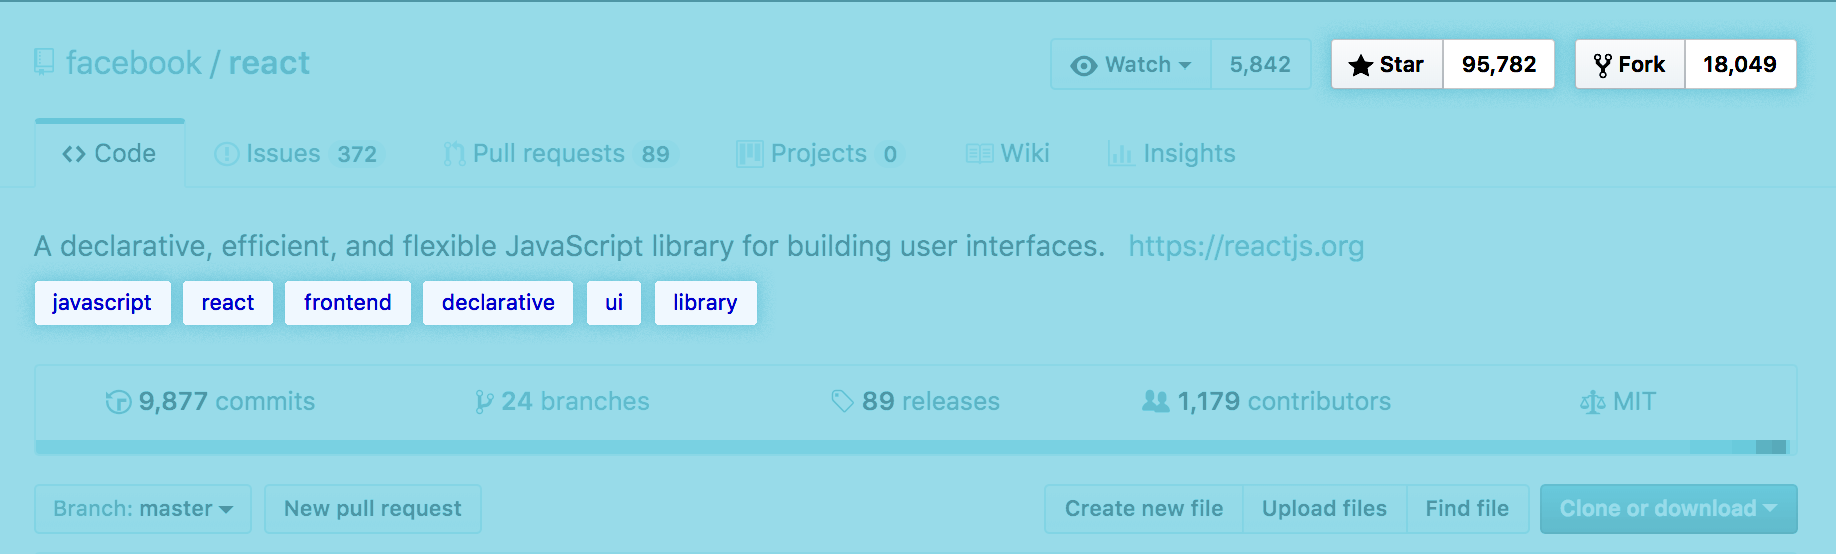 facebook / react Watch 5,842 Star 95,782 Fork 18,049
Code Issues 372 Pull requests 89 Projects 0 Wiki Insights
A declarative, efficient, and flexible JavaScript library for building user interfaces. https://reactjs.org
javascript react frontend declarative ui library
9,877 commits 24 branches 89 releases 1,179 contributors MIT
Branch: master New pull request Create new file Upload files Find file Clone or download